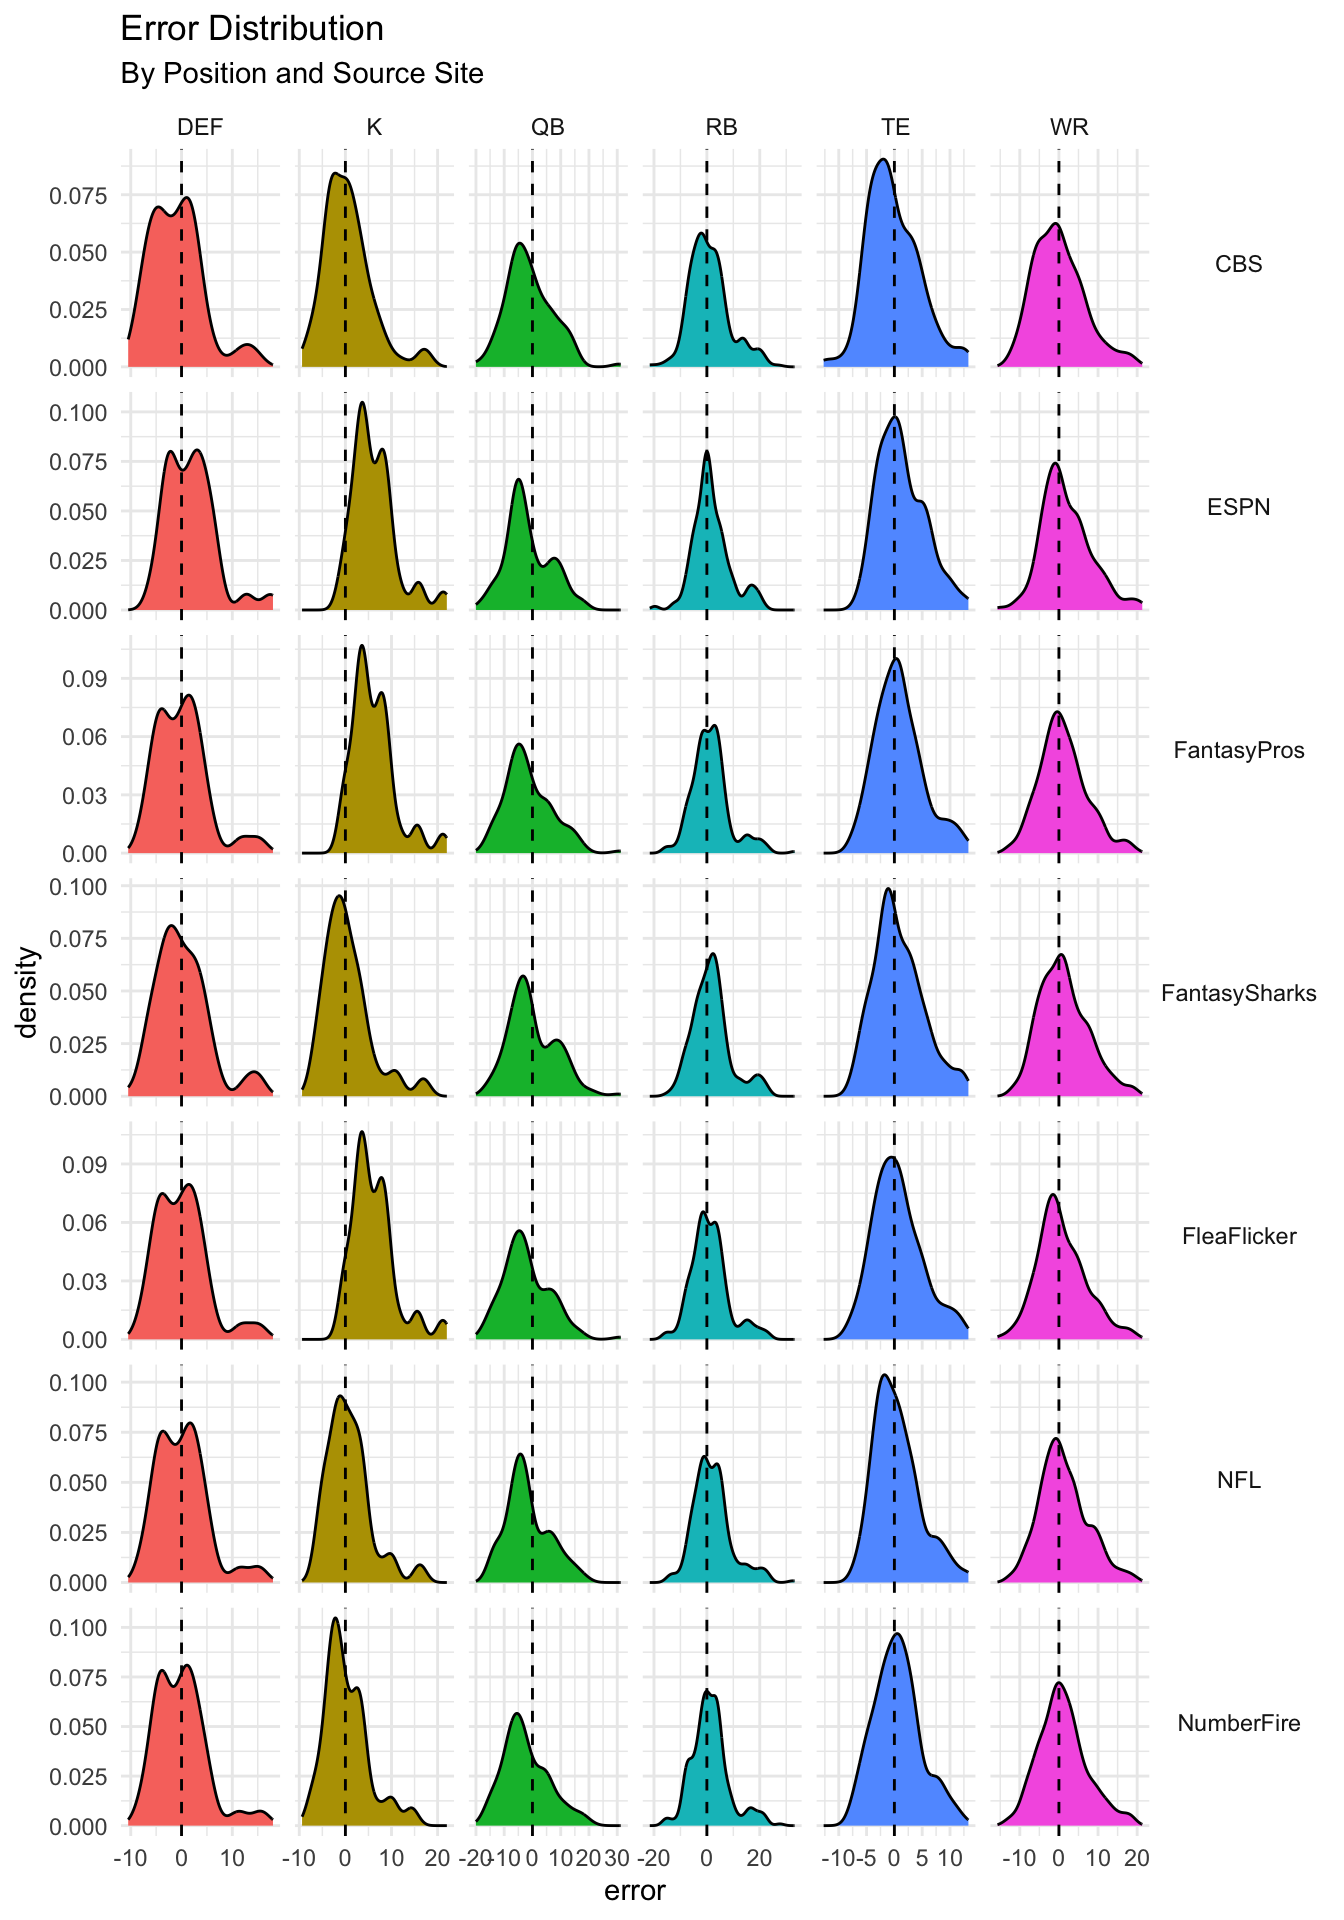 Error Distribution
By Position and Source Site
DEF K QB RB TE WR
0.075
0.050
0.025
0.000
CBS
0.100
0.075
0.050
0.025
0.000
ESPN
0.09
0.06
0.03
0.00
FantasyPros
0.100
0.075
0.050
0.025
0.000
FantasySharks
density
0.09
0.06
0.03
0.00
FleaFlicker
0.100
0.075
0.050
0.025
0.000
NFL
0.100
0.075
0.050
0.025
0.000
NumberFire
-10 0 10 -10 0 10 20 -20 -10 0 10 20 30 -20 0 20 -10 -5 0 5 10 -10 0 10 20
error